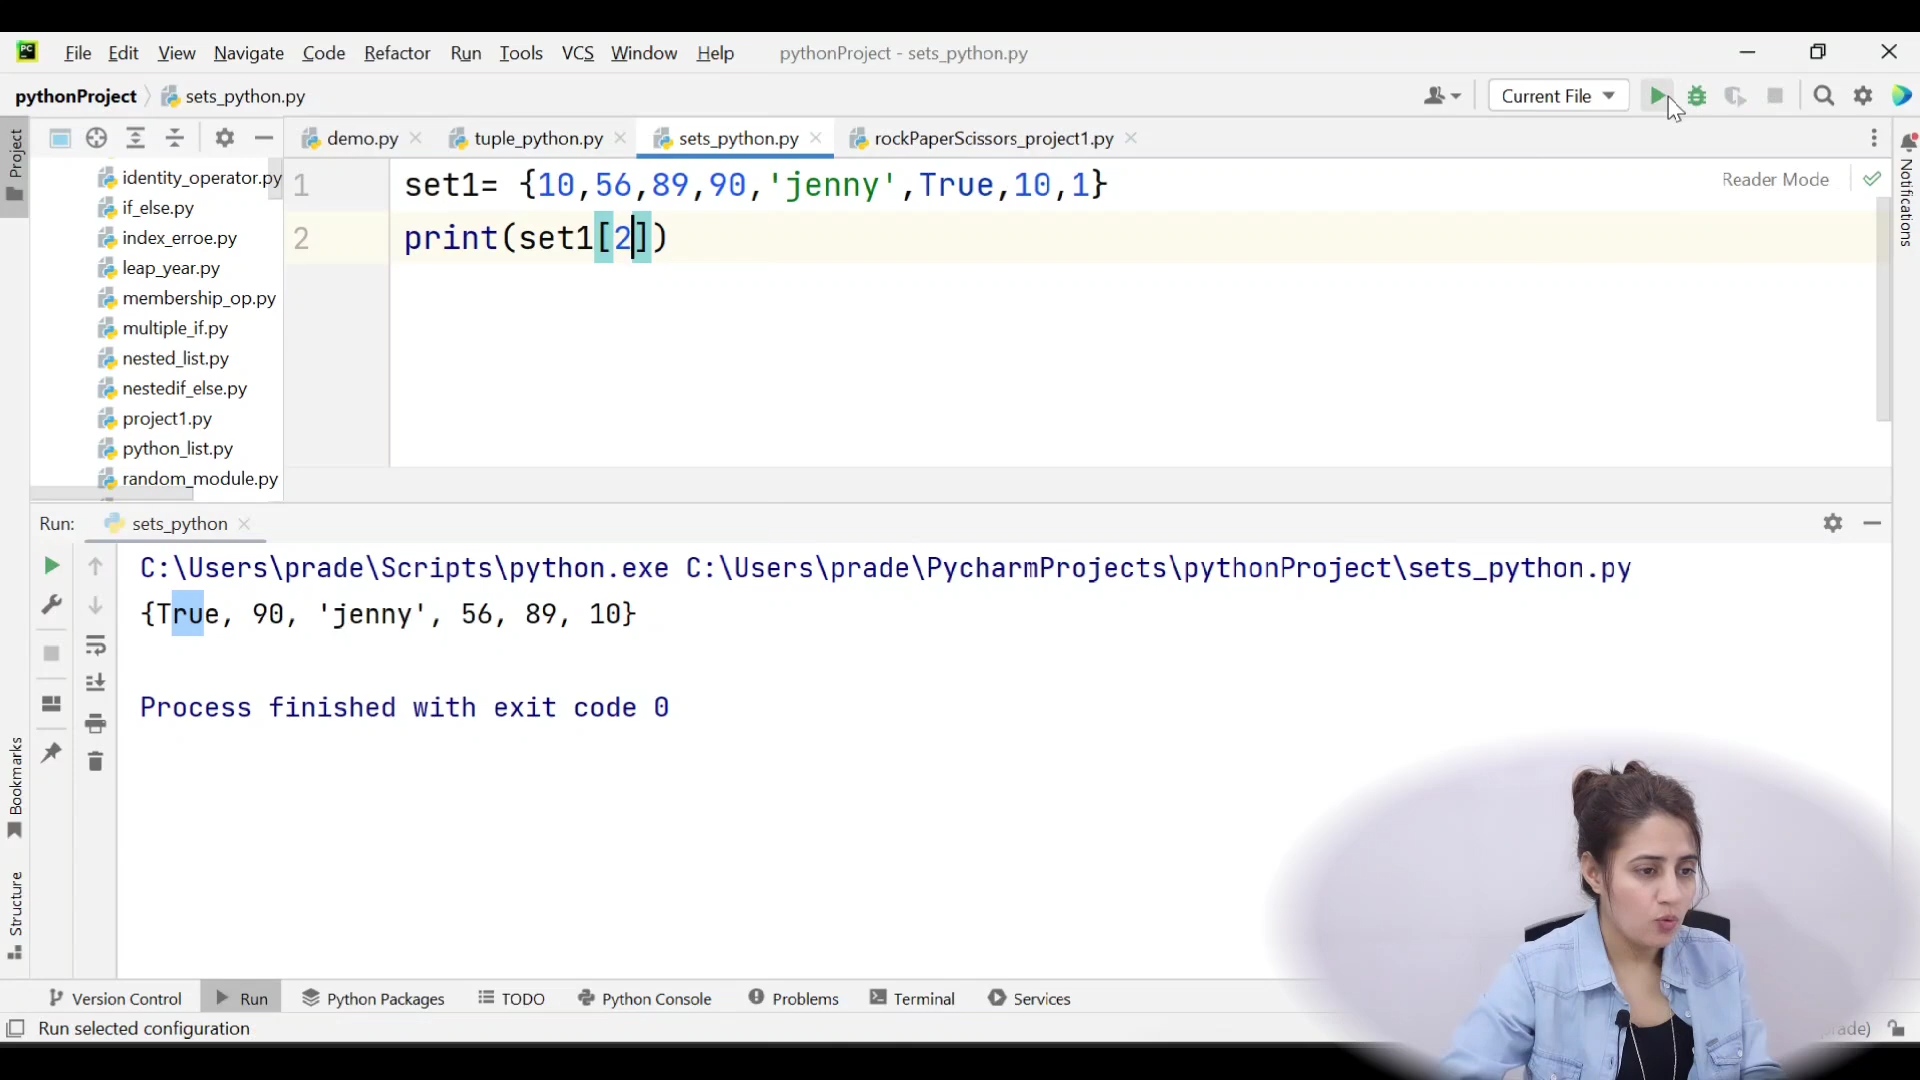 PC File Edit View Navigate Code Refactor Run Tools VCS Window Help pythonProject - sets_python.py
pythonProject sets_python.py Current File
Project
demo.py tuple_python.py sets_python.py rockPaperScissors_project1.py
Notifications
identity_operator.py
if_else.py
index_erroe.py
leap_year.py
membership_op.py
multiple_if.py
nested_list.py
nestedif_else.py
project1.py
python_list.py
random_module.py
1 set1= {10,56,89,90,'jenny',True,10,1}
2 print(set1[2])
Reader Mode
Run: sets_python
C:\Users\prade\Scripts\python.exe C:\Users\prade\PycharmProjects\pythonProject\sets_python.py
{True, 90, 'jenny', 56, 89, 10}
Process finished with exit code 0
Bookmarks
Structure
Version Control Run Python Packages TODO Python Console Problems Terminal Services
Run selected configuration